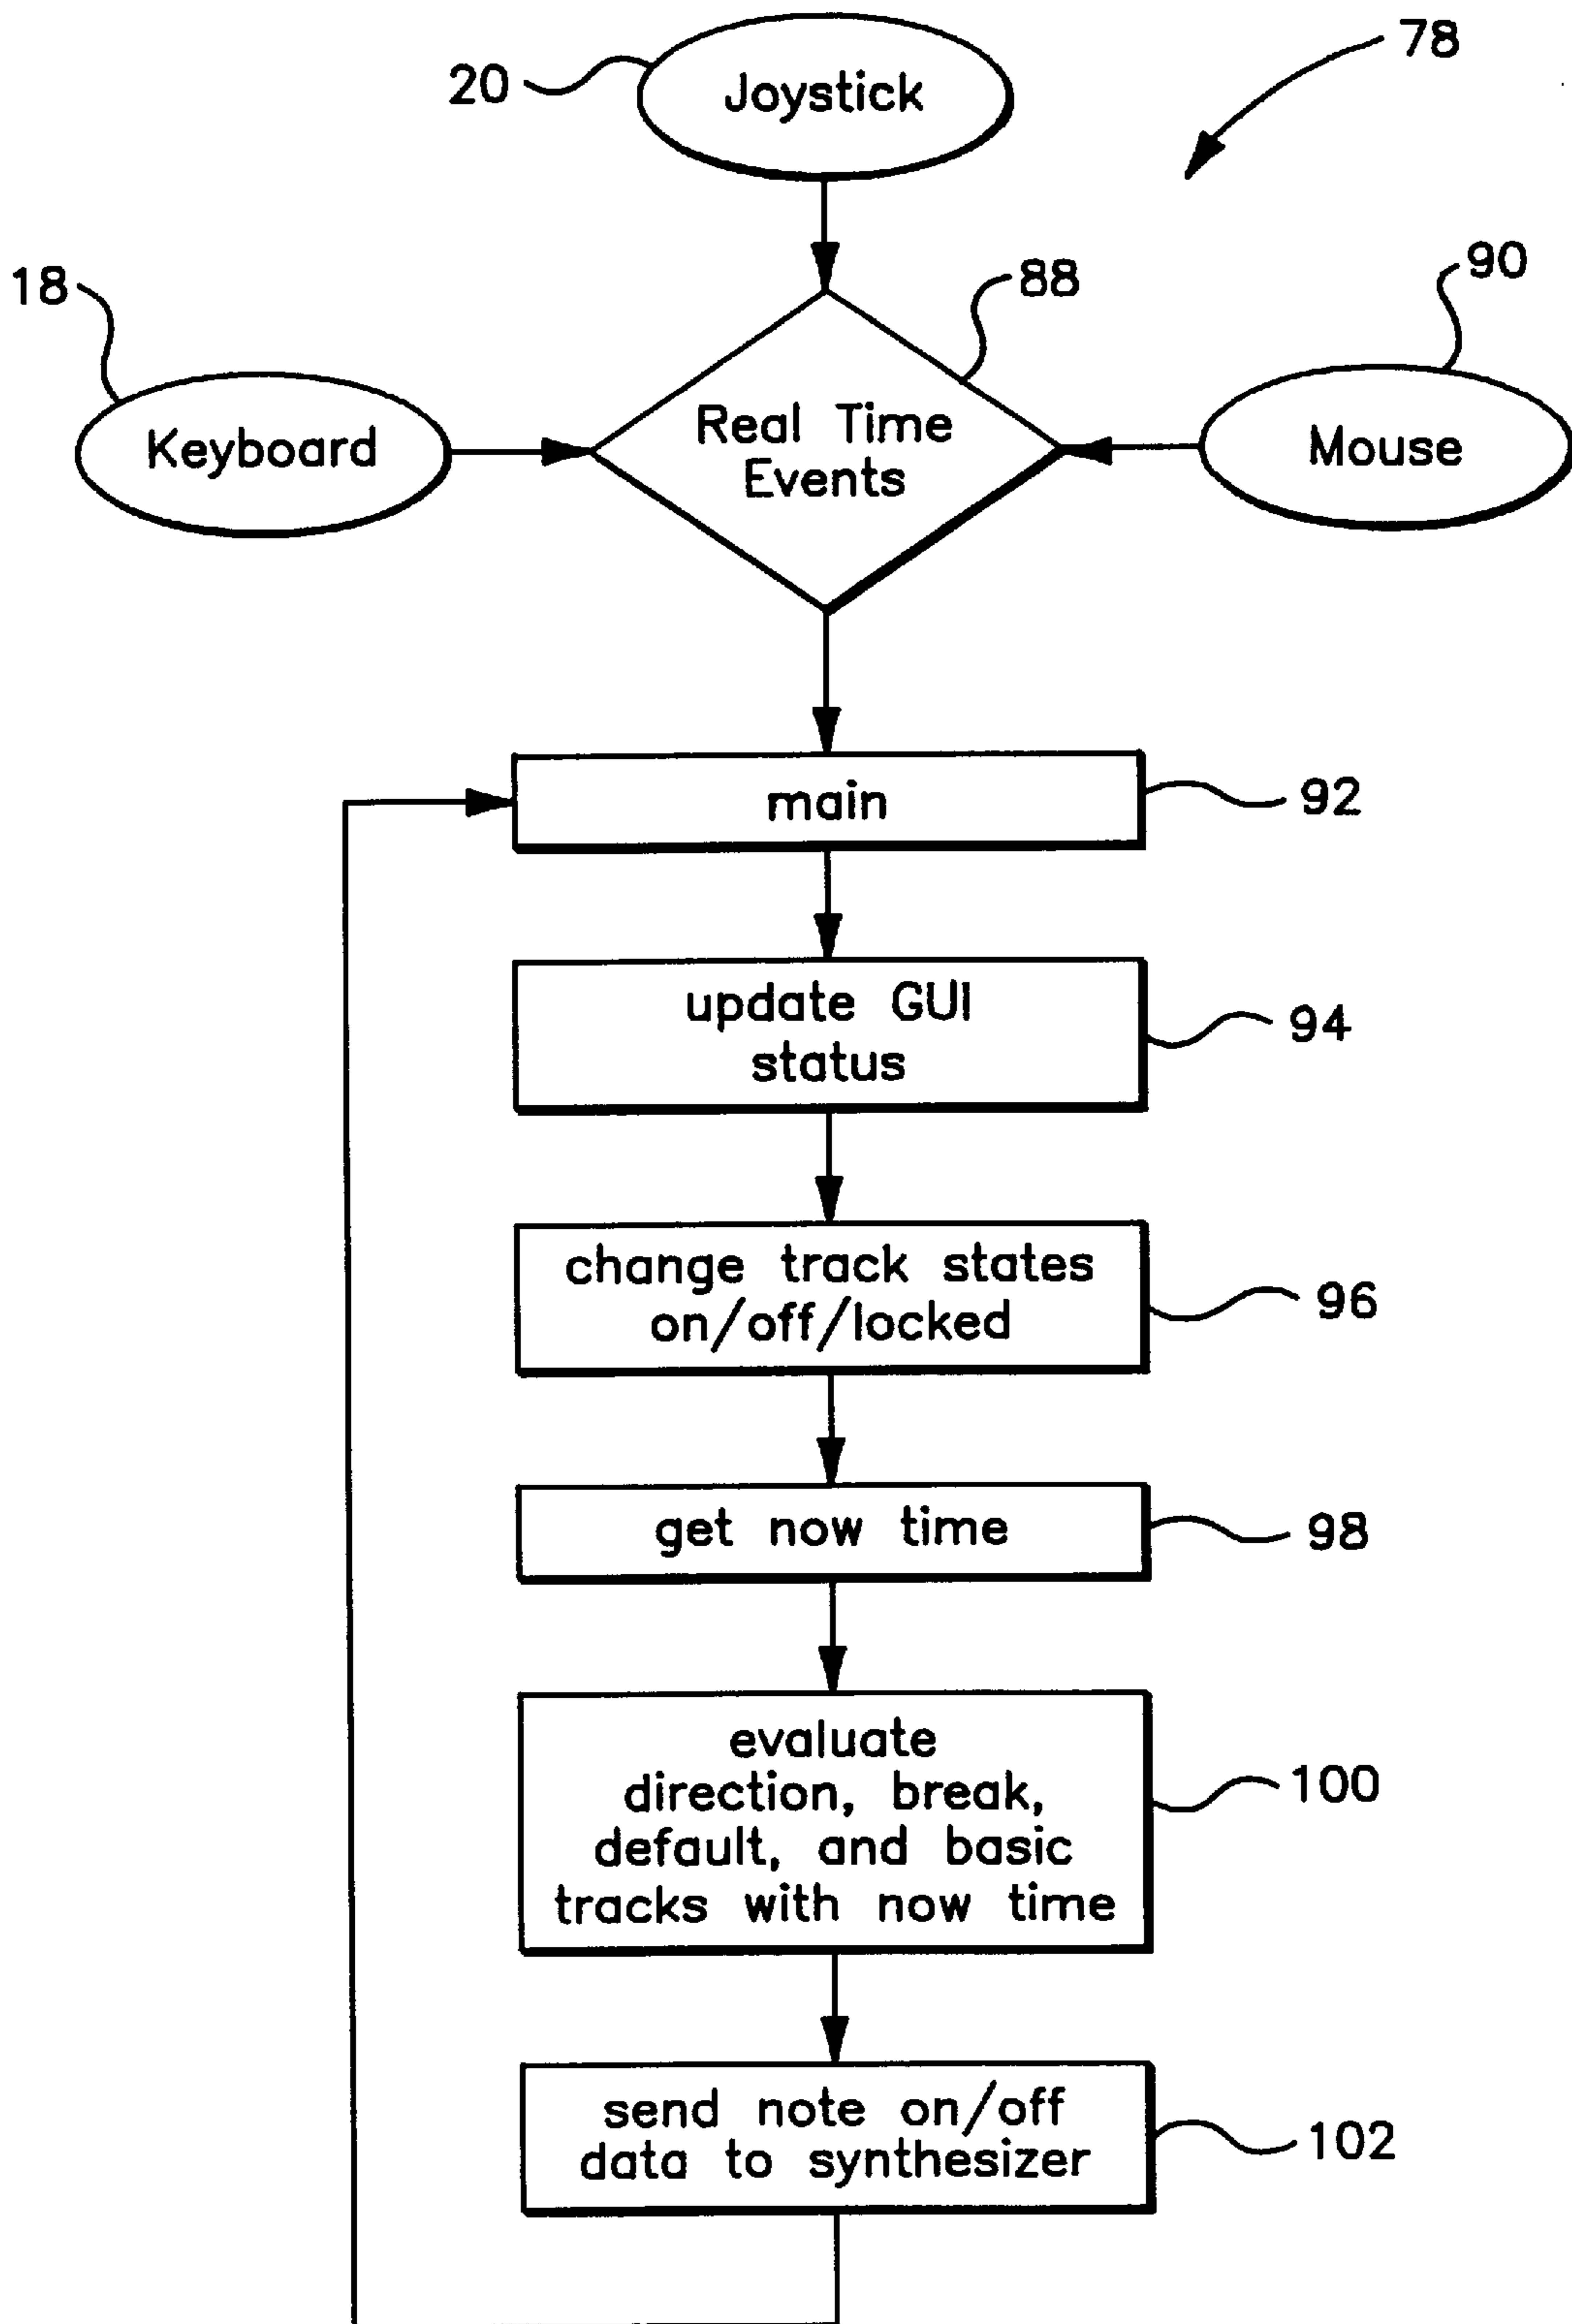 78
20
Joystick
18
88
90
Keyboard
Real Time
Events
Mouse
main
92
update GUI
status
94
change track states
on/off/locked
96
get now time
98
evaluate
direction, break,
default, and basic
tracks with now time
100
send note on/off
data to synthesizer
102